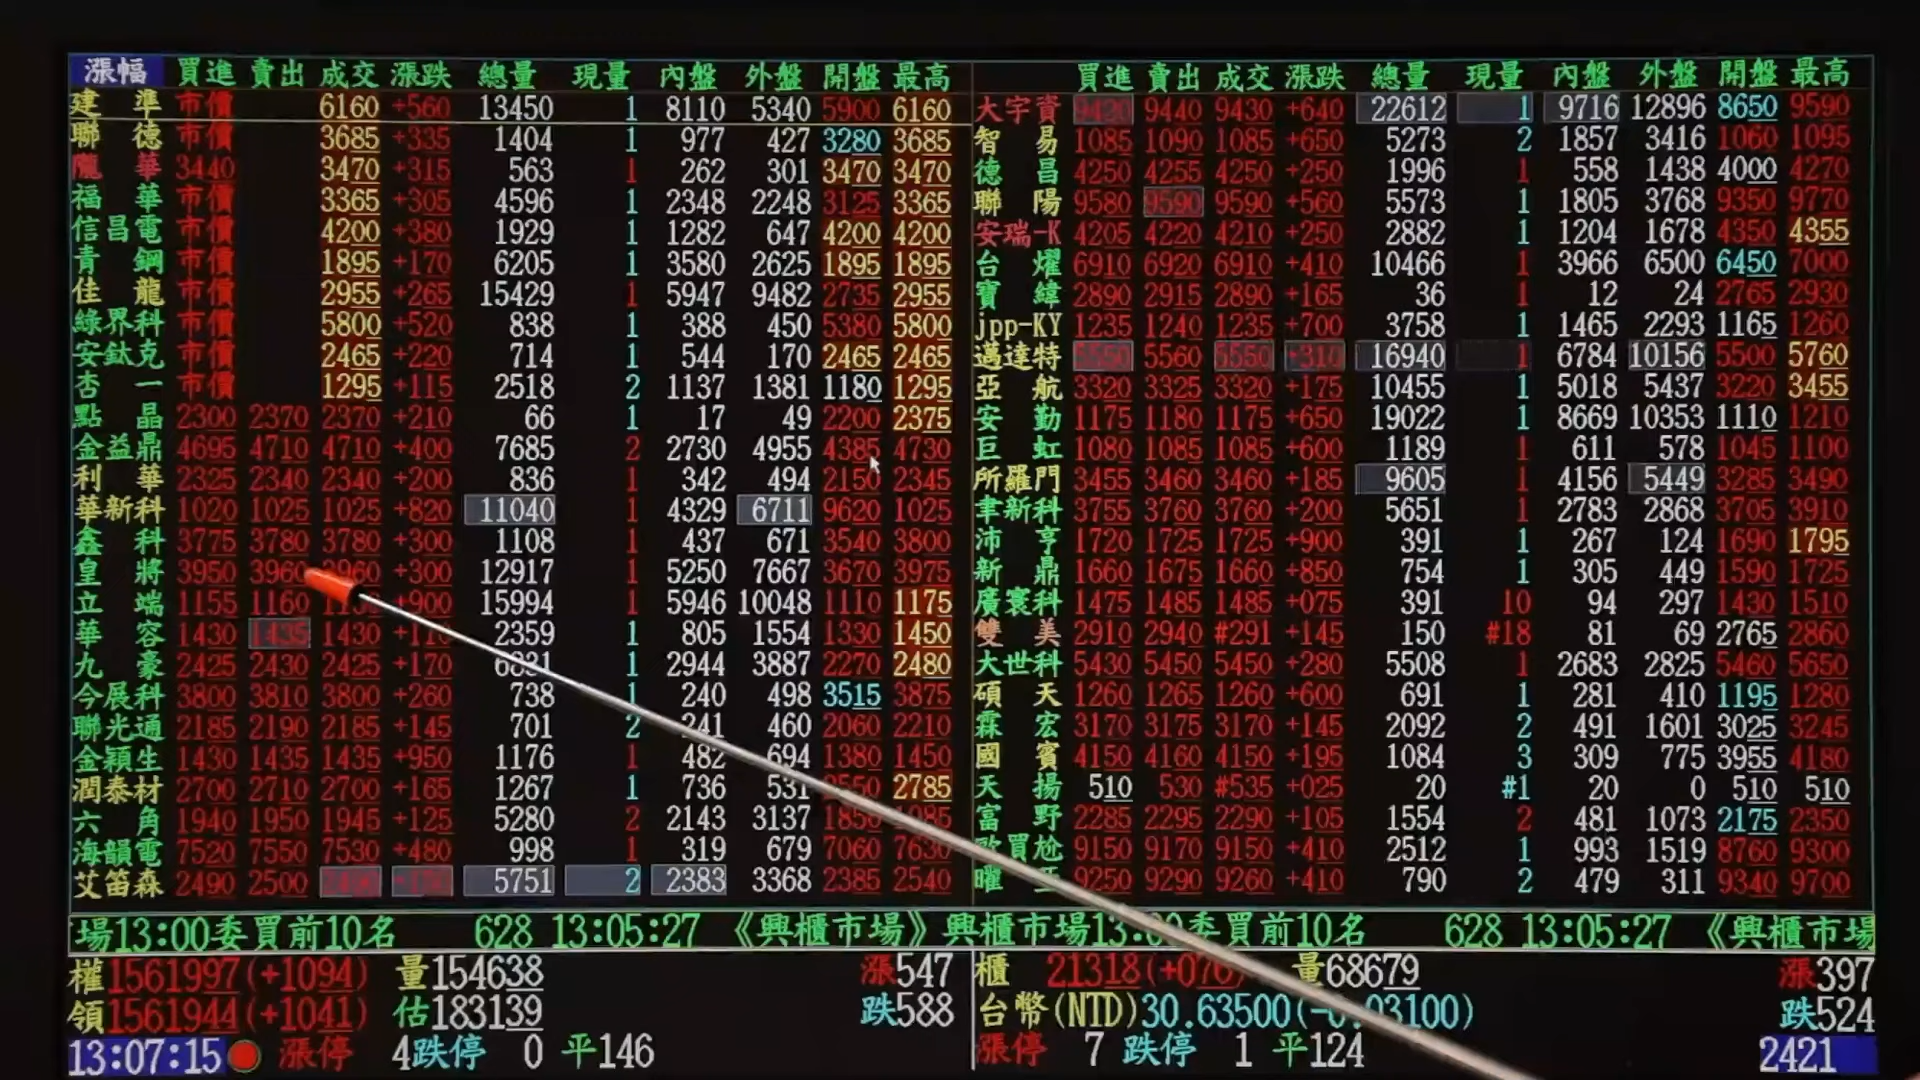 漲幅 買進 賣出 成交 漲跌 總量 現量 內盤 外盤 開盤 最高 買進 賣出 成交 漲跌 總量 現量 內盤 外盤 開盤 最高
建準 市價 6160 +560 13450 1 8110 5340 5900 6160 大宇資 9420 9440 9430 +640 22612 1 9716 12896 8650 9590
聯德 市價 3685 +335 1404 1 977 427 3280 3685 智易 1085 1090 1085 +650 5273 2 1857 3416 1060 1095
隴華 3440 3470 +315 563 1 262 301 3470 3470 德昌 4250 4255 4250 +250 1996 1 558 1438 4000 4270
福華 市價 3365 +305 4596 1 2348 2248 3125 3365 聯陽 9580 9590 9590 +560 5573 1 1805 3768 9350 9770
信昌電 市價 4200 +380 1929 1 1282 647 4200 4200 安瑞-K 4205 4220 4210 +250 2882 1 1204 1678 4350 4355
青鋼 市價 1895 +170 6205 1 3580 2625 1895 1895 台燿 6910 6920 6910 +410 10466 1 3966 6500 6450 7000
佳龍 市價 2955 +265 15429 1 5947 9482 2735 2955 寶緯 2890 2915 2890 +165 36 1 12 24 2765 2930
綠界科 市價 5800 +520 838 1 388 450 5380 5800 jpp-KY 1235 1240 1235 +700 3758 1 1465 2293 1165 1260
安鈦克 市價 2465 +220 714 1 544 170 2465 2465 邁達特 5550 5560 5550 +310 16940 1 6784 10156 5500 5760
杏一 市價 1295 +115 2518 2 1137 1381 1180 1295 亞航 3320 3325 3320 +175 10455 1 5018 5437 3220 3455
點晶 2300 2370 2370 +210 66 1 17 49 2200 2375 安勤 1175 1180 1175 +650 19022 1 8669 10353 1110 1210
金益鼎 4695 4710 4710 +400 7685 2 2730 4955 4385 4730 巨虹 1080 1085 1085 +600 1189 1 611 578 1045 1100
利華 2325 2340 2340 +200 836 1 342 494 2150 2345 所羅門 3455 3460 3460 +185 9605 1 4156 5449 3285 3490
華新科 1020 1025 1025 +820 11040 1 4329 6711 9620 1025 聿新科 3755 3760 3760 +200 5651 1 2783 2868 3705 3910
鑫科 3775 3780 3780 +300 1108 1 437 671 3540 3800 沛亨 1720 1725 1725 +900 391 1 267 124 1690 1795
皇將 3950 3960 +300 12917 1 5250 7667 3670 3975 新鼎 1660 1675 1660 +850 754 1 305 449 1590 1725
立端 1155 1160 +900 15994 1 5946 10048 1110 1175 廣寰科 1475 1485 1485 +075 391 10 94 297 1430 1510
華容 1430 1435 1430 2359 1 805 1554 1330 1450 雙美 2910 2940 #291 +145 150 #18 81 69 2765 2860
九豪 2425 2430 2425 +170 1 2944 3887 2270 2480 大世科 5430 5450 5450 +280 5508 1 2683 2825 5460 5650
今展科 3800 3810 3800 +260 738 1 240 498 3515 3875 碩天 1260 1265 1260 +600 691 1 281 410 1195 1280
聯光通 2185 2190 2185 +145 701 2 241 460 2060 2210 霖宏 3170 3175 3170 +145 2092 2 491 1601 3025 3245
金穎生 1430 1435 1435 +950 1176 1 482 694 1380 1450 國賓 4150 4160 4150 +195 1084 3 309 775 3955 4180
潤泰材 2700 2710 2700 +165 1267 1 736 531 2550 2785 天揚 510 530 #535 +025 20 #1 20 0 510 510
六角 1940 1950 1945 +125 5280 2 2143 3137 富野 2285 2295 2290 +105 1554 2 481 1073 2175 2350
海韻電 7520 7550 7530 +480 998 1 319 679 7060 7630 歐買尬 9150 9170 9150 +410 2512 1 993 1519 8760 9300
艾笛森 2490 2500 5751 2 2383 3368 2385 2540 曜亞 9250 9290 9260 +410 790 2 479 311 9340 9700
場13:00委買前10名 628 13:05:27 《興櫃市場》興櫃市場13:00委買前10名 628 13:05:27 《興櫃市場
權1561997(+1094) 量154638 漲547 櫃 21318(+076) 量68679 漲397
領1561944(+1041) 估183139 跌588 台幣(NTD)30.63500(-0.03100) 跌524
13:07:15 漲停 4跌停 0 平146 漲停 7 跌停 1 平124 2421